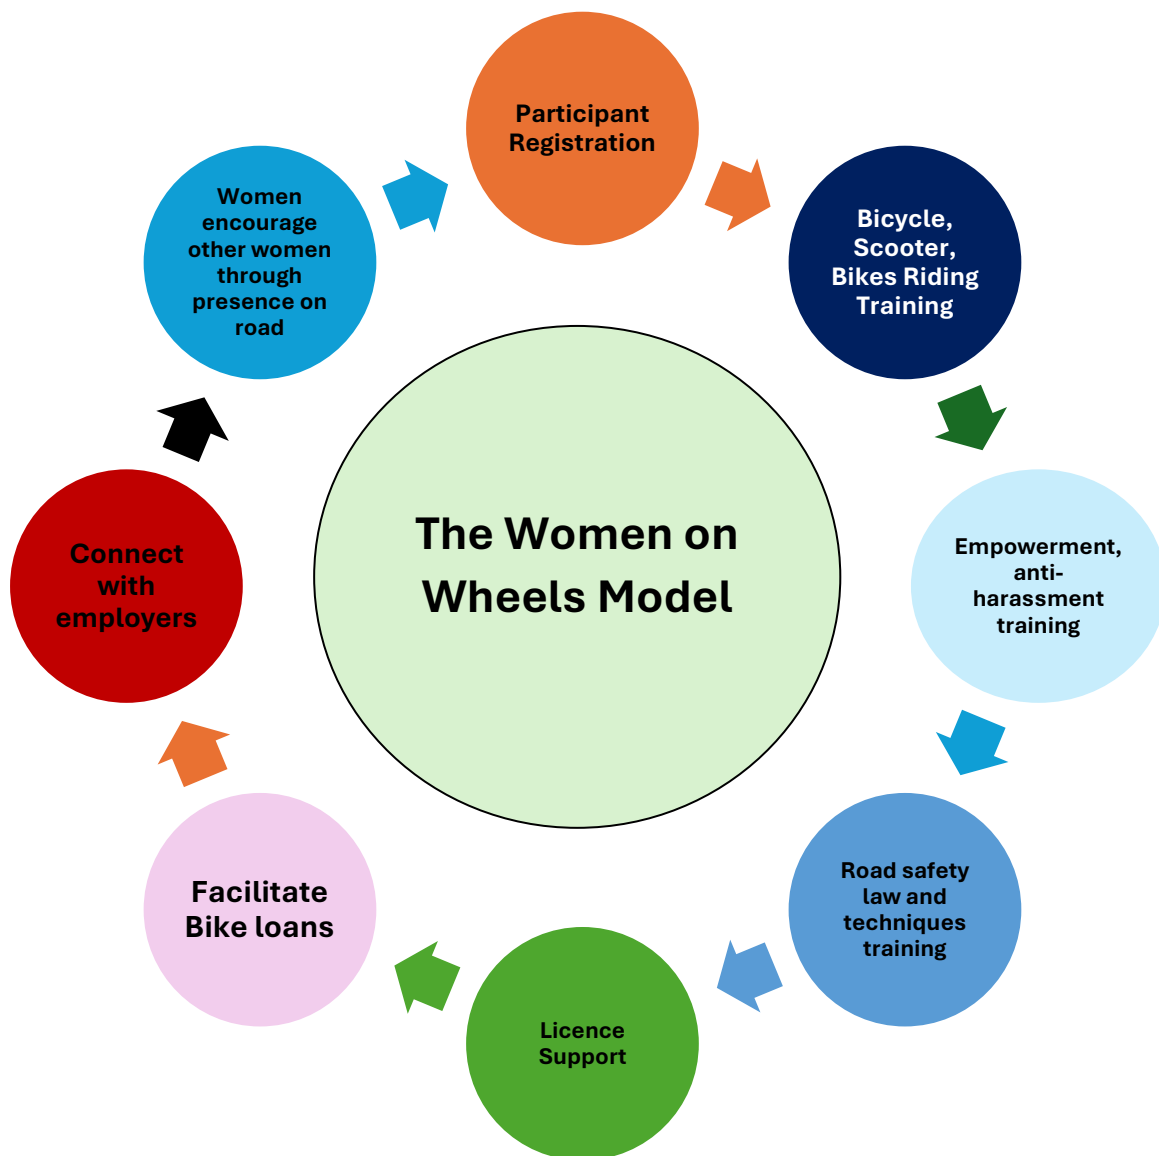 Participant
Registration
Bicycle,
Scooter,
Bikes Riding
Training
Empowerment,
anti-
harassment
training
Road safety
law and
techniques
training
Licence
Support
Facilitate
Bike loans
Connect
with
employers
Women
encourage
other women
through
presence on
road
The Women on
Wheels Model